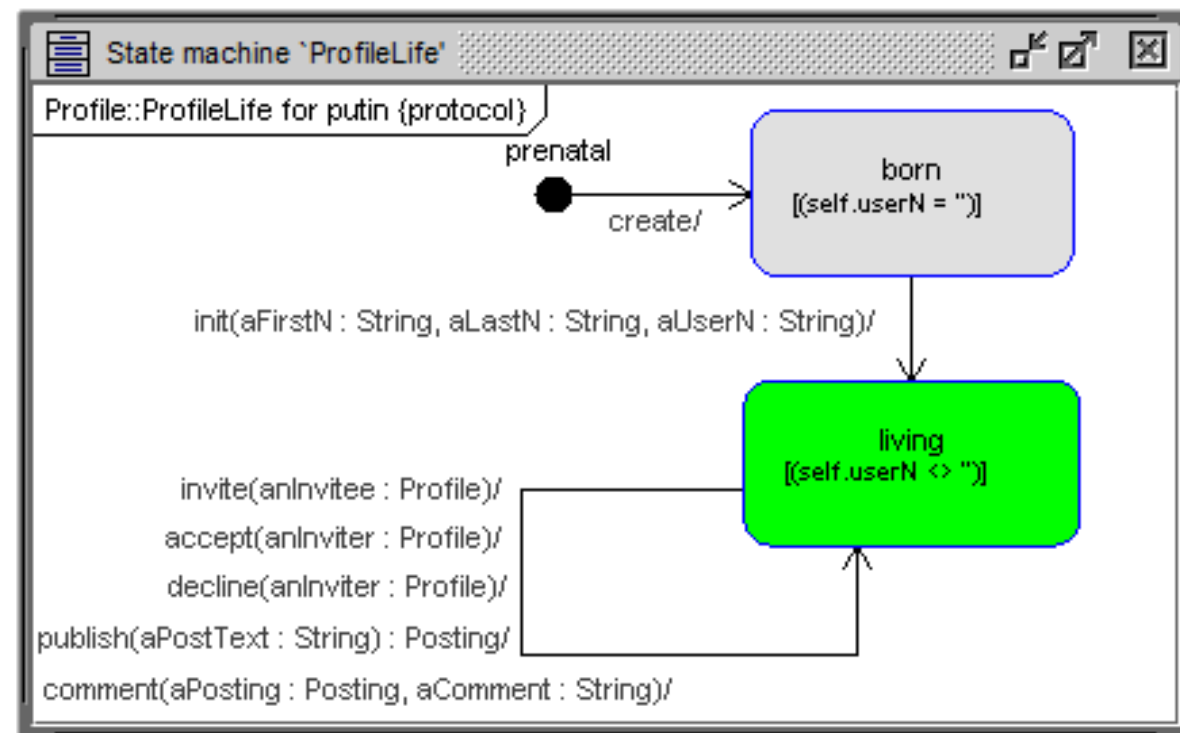 State machine `ProfileLife'
Profile::ProfileLife for putin {protocol}
prenatal
create/
born
[(self.userN = '')]
init(aFirstN : String, aLastN : String, aUserN : String)/
living
[(self.userN <> '')]
invite(anInvitee : Profile)/
accept(anInviter : Profile)/
decline(anInviter : Profile)/
publish(aPostText : String) : Posting/
comment(aPosting : Posting, aComment : String)/